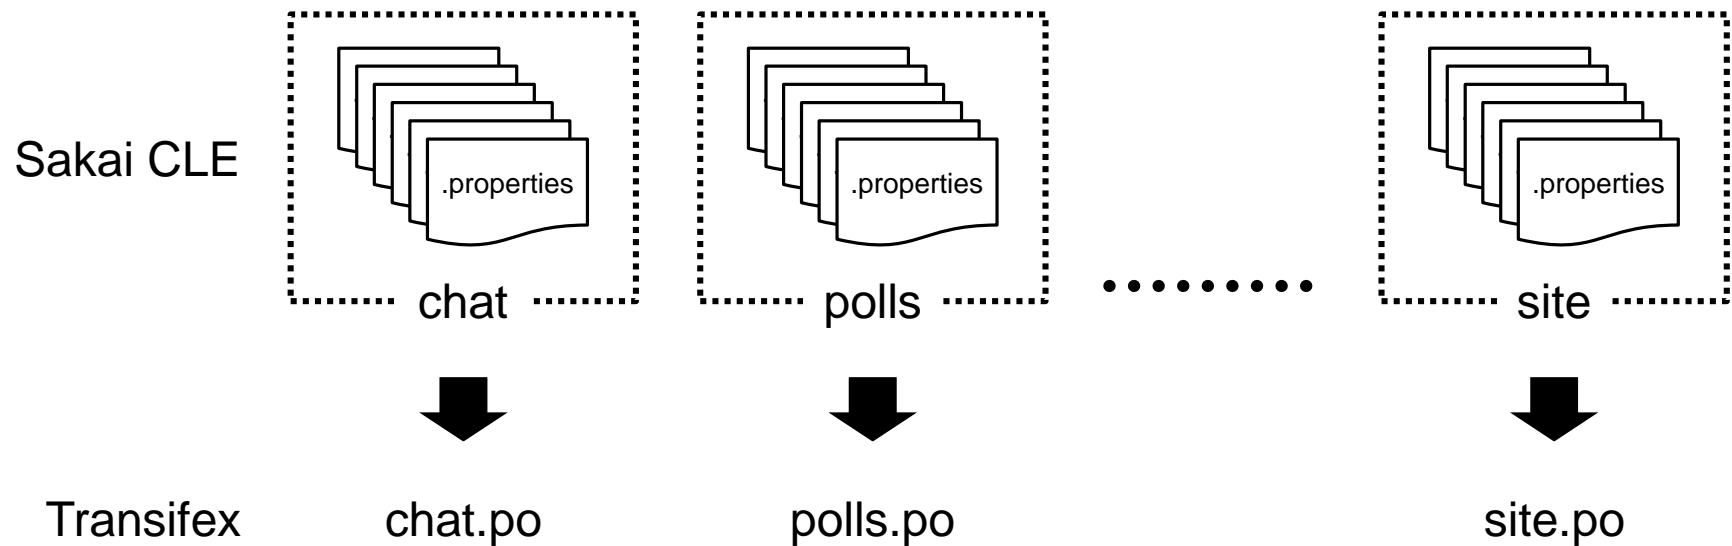 Sakai CLE
.properties
.properties
.properties
chat
polls
site
Transifex
chat.po
polls.po
site.po